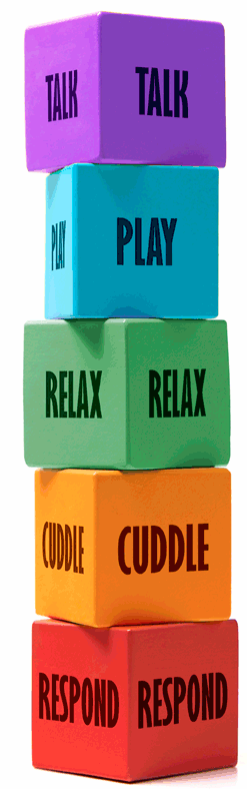 TALK TALK
PLAY PLAY
RELAX RELAX
CUDDLE CUDDLE
RESPOND RESPOND